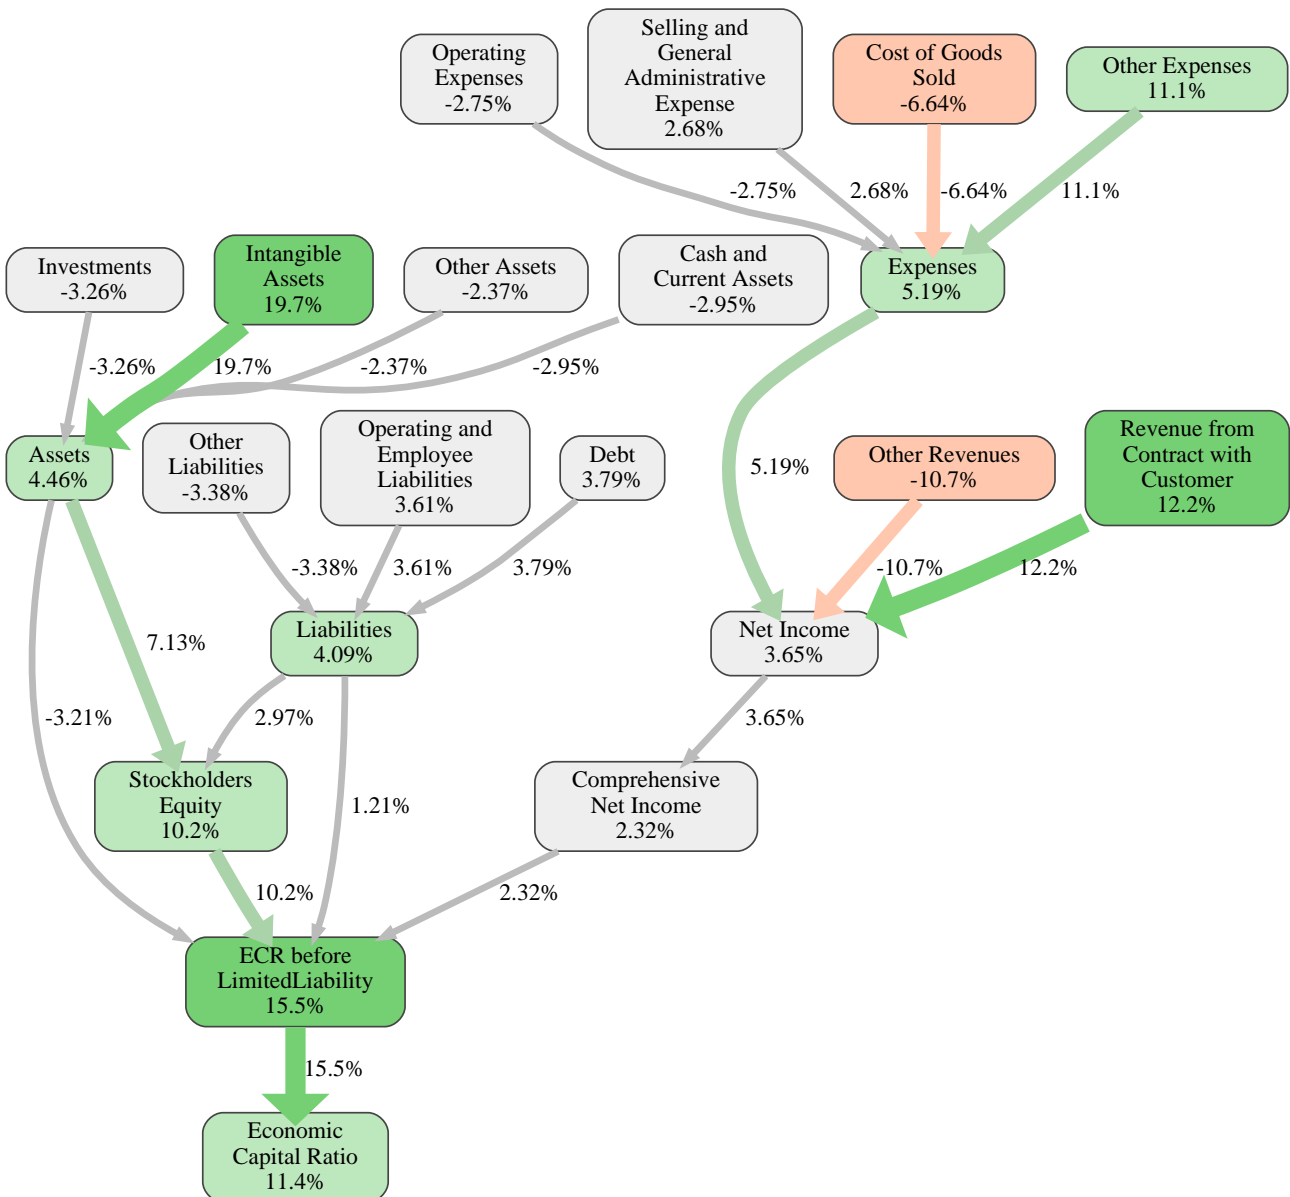 Operating
Expenses
-2.75%
Selling and
General
Administrative
Expense
2.68%
Cost of Goods
Sold
-6.64%
Other Expenses
11.1%
-2.75%
2.68%
-6.64%
11.1%
Investments
-3.26%
Intangible
Assets
19.7%
Other Assets
-2.37%
Cash and
Current Assets
-2.95%
Expenses
5.19%
-3.26%
19.7%
-2.37%
-2.95%
Assets
4.46%
Other
Liabilities
-3.38%
Operating and
Employee
Liabilities
3.61%
Debt
3.79%
5.19%
Other Revenues
-10.7%
Revenue from
Contract with
Customer
12.2%
-3.38%
3.61%
3.79%
-10.7%
12.2%
Liabilities
4.09%
Net Income
3.65%
7.13%
-3.21%
2.97%
3.65%
Stockholders
Equity
10.2%
1.21%
Comprehensive
Net Income
2.32%
10.2%
2.32%
ECR before
LimitedLiability
15.5%
15.5%
Economic
Capital Ratio
11.4%